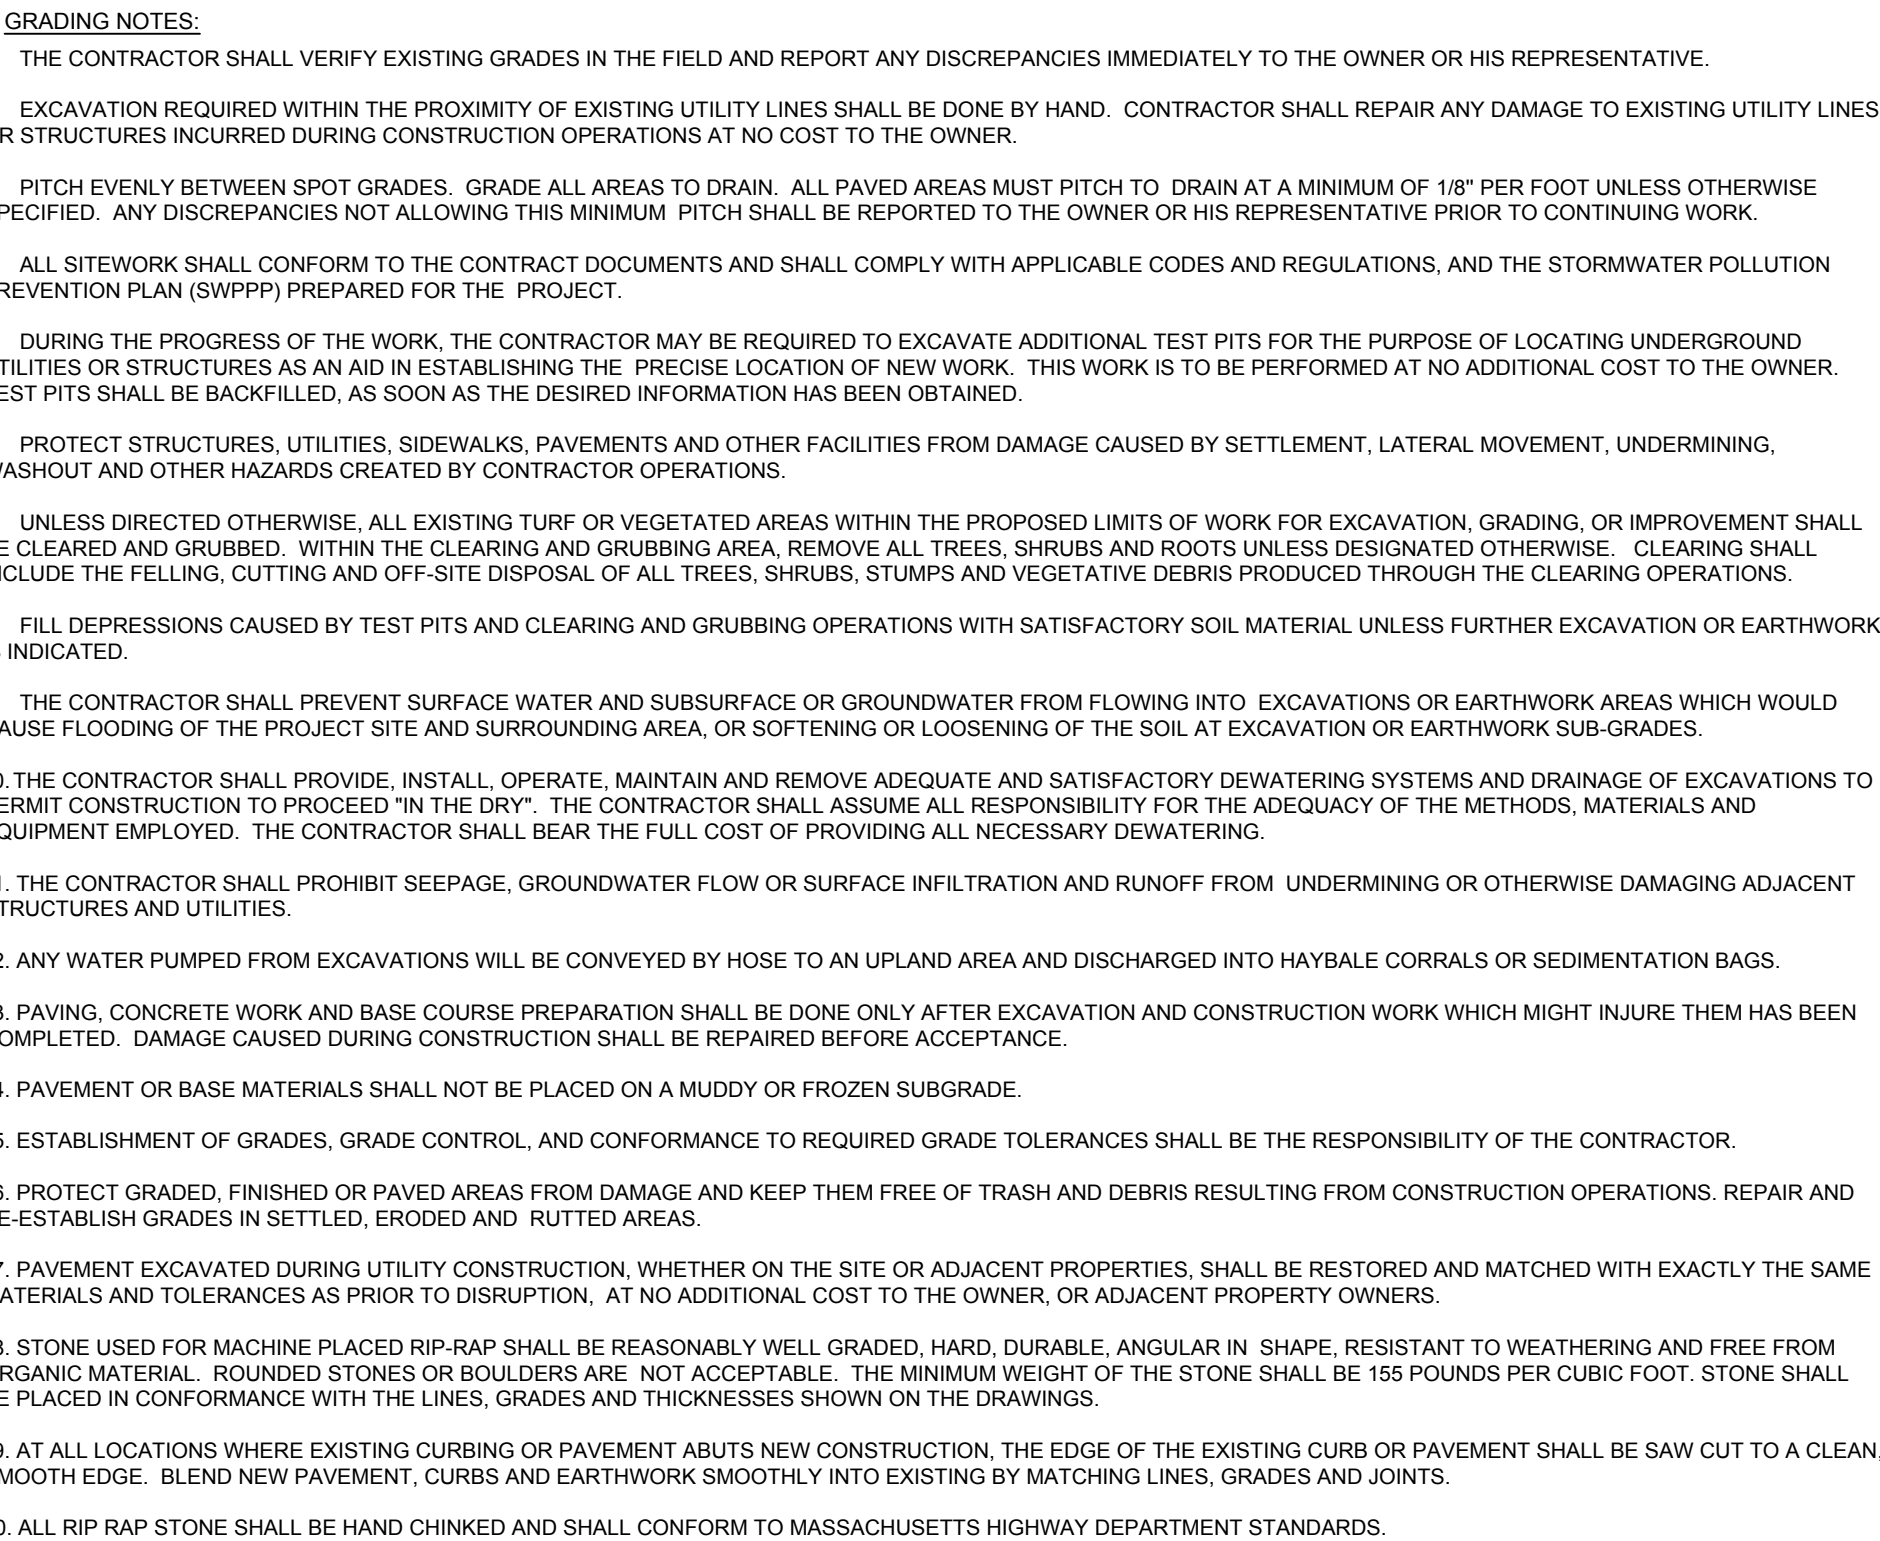 GRADING NOTES:
THE CONTRACTOR SHALL VERIFY EXISTING GRADES IN THE FIELD AND REPORT ANY DISCREPANCIES IMMEDIATELY TO THE OWNER OR HIS REPRESENTATIVE.
EXCAVATION REQUIRED WITHIN THE PROXIMITY OF EXISTING UTILITY LINES SHALL BE DONE BY HAND. CONTRACTOR SHALL REPAIR ANY DAMAGE TO EXISTING UTILITY LINES
R STRUCTURES INCURRED DURING CONSTRUCTION OPERATIONS AT NO COST TO THE OWNER.
PITCH EVENLY BETWEEN SPOT GRADES. GRADE ALL AREAS TO DRAIN. ALL PAVED AREAS MUST PITCH TO DRAIN AT A MINIMUM OF 1/8" PER FOOT UNLESS OTHERWISE
PECIFIED. ANY DISCREPANCIES NOT ALLOWING THIS MINIMUM PITCH SHALL BE REPORTED TO THE OWNER OR HIS REPRESENTATIVE PRIOR TO CONTINUING WORK.
ALL SITEWORK SHALL CONFORM TO THE CONTRACT DOCUMENTS AND SHALL COMPLY WITH APPLICABLE CODES AND REGULATIONS, AND THE STORMWATER POLLUTION
REVENTION PLAN (SWPPP) PREPARED FOR THE PROJECT.
DURING THE PROGRESS OF THE WORK, THE CONTRACTOR MAY BE REQUIRED TO EXCAVATE ADDITIONAL TEST PITS FOR THE PURPOSE OF LOCATING UNDERGROUND
TILITIES OR STRUCTURES AS AN AID IN ESTABLISHING THE PRECISE LOCATION OF NEW WORK. THIS WORK IS TO BE PERFORMED AT NO ADDITIONAL COST TO THE OWNER.
EST PITS SHALL BE BACKFILLED, AS SOON AS THE DESIRED INFORMATION HAS BEEN OBTAINED.
PROTECT STRUCTURES, UTILITIES, SIDEWALKS, PAVEMENTS AND OTHER FACILITIES FROM DAMAGE CAUSED BY SETTLEMENT, LATERAL MOVEMENT, UNDERMINING,
ASHOUT AND OTHER HAZARDS CREATED BY CONTRACTOR OPERATIONS.
UNLESS DIRECTED OTHERWISE, ALL EXISTING TURF OR VEGETATED AREAS WITHIN THE PROPOSED LIMITS OF WORK FOR EXCAVATION, GRADING, OR IMPROVEMENT SHALL
E CLEARED AND GRUBBED. WITHIN THE CLEARING AND GRUBBING AREA, REMOVE ALL TREES, SHRUBS AND ROOTS UNLESS DESIGNATED OTHERWISE. CLEARING SHALL
NCLUDE THE FELLING, CUTTING AND OFF-SITE DISPOSAL OF ALL TREES, SHRUBS, STUMPS AND VEGETATIVE DEBRIS PRODUCED THROUGH THE CLEARING OPERATIONS.
FILL DEPRESSIONS CAUSED BY TEST PITS AND CLEARING AND GRUBBING OPERATIONS WITH SATISFACTORY SOIL MATERIAL UNLESS FURTHER EXCAVATION OR EARTHWORK
INDICATED.
THE CONTRACTOR SHALL PREVENT SURFACE WATER AND SUBSURFACE OR GROUNDWATER FROM FLOWING INTO EXCAVATIONS OR EARTHWORK AREAS WHICH WOULD
AUSE FLOODING OF THE PROJECT SITE AND SURROUNDING AREA, OR SOFTENING OR LOOSENING OF THE SOIL AT EXCAVATION OR EARTHWORK SUB-GRADES.
0. THE CONTRACTOR SHALL PROVIDE, INSTALL, OPERATE, MAINTAIN AND REMOVE ADEQUATE AND SATISFACTORY DEWATERING SYSTEMS AND DRAINAGE OF EXCAVATIONS TO
ERMIT CONSTRUCTION TO PROCEED "IN THE DRY". THE CONTRACTOR SHALL ASSUME ALL RESPONSIBILITY FOR THE ADEQUACY OF THE METHODS, MATERIALS AND
QUIPMENT EMPLOYED. THE CONTRACTOR SHALL BEAR THE FULL COST OF PROVIDING ALL NECESSARY DEWATERING.
1. THE CONTRACTOR SHALL PROHIBIT SEEPAGE, GROUNDWATER FLOW OR SURFACE INFILTRATION AND RUNOFF FROM UNDERMINING OR OTHERWISE DAMAGING ADJACENT
TRUCTURES AND UTILITIES.
2. ANY WATER PUMPED FROM EXCAVATIONS WILL BE CONVEYED BY HOSE TO AN UPLAND AREA AND DISCHARGED INTO HAYBALE CORRALS OR SEDIMENTATION BAGS.
3. PAVING, CONCRETE WORK AND BASE COURSE PREPARATION SHALL BE DONE ONLY AFTER EXCAVATION AND CONSTRUCTION WORK WHICH MIGHT INJURE THEM HAS BEEN
OMPLETED. DAMAGE CAUSED DURING CONSTRUCTION SHALL BE REPAIRED BEFORE ACCEPTANCE.
4. PAVEMENT OR BASE MATERIALS SHALL NOT BE PLACED ON A MUDDY OR FROZEN SUBGRADE.
5. ESTABLISHMENT OF GRADES, GRADE CONTROL, AND CONFORMANCE TO REQUIRED GRADE TOLERANCES SHALL BE THE RESPONSIBILITY OF THE CONTRACTOR.
6. PROTECT GRADED, FINISHED OR PAVED AREAS FROM DAMAGE AND KEEP THEM FREE OF TRASH AND DEBRIS RESULTING FROM CONSTRUCTION OPERATIONS. REPAIR AND
E-ESTABLISH GRADES IN SETTLED, ERODED AND RUTTED AREAS.
7. PAVEMENT EXCAVATED DURING UTILITY CONSTRUCTION, WHETHER ON THE SITE OR ADJACENT PROPERTIES, SHALL BE RESTORED AND MATCHED WITH EXACTLY THE SAME
ATERIALS AND TOLERANCES AS PRIOR TO DISRUPTION, AT NO ADDITIONAL COST TO THE OWNER, OR ADJACENT PROPERTY OWNERS.
8. STONE USED FOR MACHINE PLACED RIP-RAP SHALL BE REASONABLY WELL GRADED, HARD, DURABLE, ANGULAR IN SHAPE, RESISTANT TO WEATHERING AND FREE FROM
RGANIC MATERIAL. ROUNDED STONES OR BOULDERS ARE NOT ACCEPTABLE. THE MINIMUM WEIGHT OF THE STONE SHALL BE 155 POUNDS PER CUBIC FOOT. STONE SHALL
E PLACED IN CONFORMANCE WITH THE LINES, GRADES AND THICKNESSES SHOWN ON THE DRAWINGS.
9. AT ALL LOCATIONS WHERE EXISTING CURBING OR PAVEMENT ABUTS NEW CONSTRUCTION, THE EDGE OF THE EXISTING CURB OR PAVEMENT SHALL BE SAW CUT TO A CLEAN,
MOOTH EDGE. BLEND NEW PAVEMENT, CURBS AND EARTHWORK SMOOTHLY INTO EXISTING BY MATCHING LINES, GRADES AND JOINTS.
0. ALL RIP RAP STONE SHALL BE HAND CHINKED AND SHALL CONFORM TO MASSACHUSETTS HIGHWAY DEPARTMENT STANDARDS.